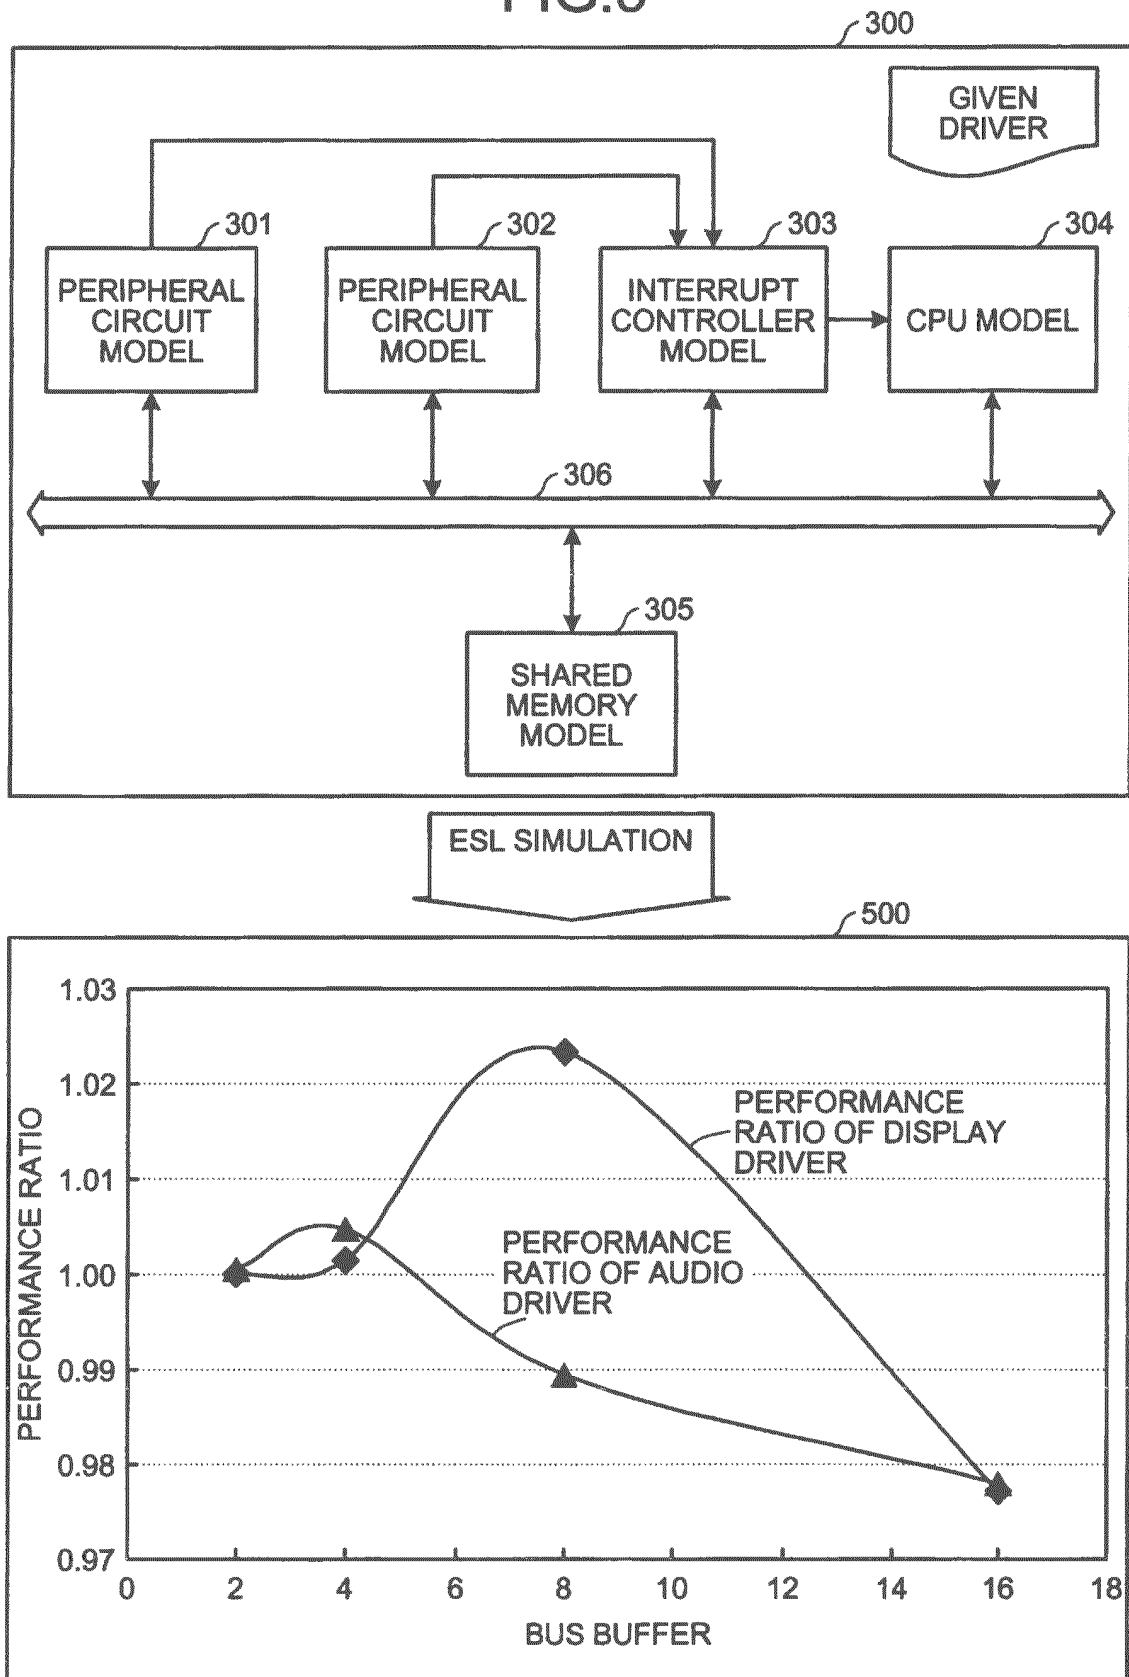 300
GIVEN
DRIVER
301
302
303
304
PERIPHERAL
CIRCUIT
MODEL
PERIPHERAL
CIRCUIT
MODEL
INTERRUPT
CONTROLLER
MODEL
CPU MODEL
306
305
SHARED
MEMORY
MODEL
ESL SIMULATION
500
1.03
1.02
1.01
1.00
0.99
0.98
0.97
PERFORMANCE RATIO
PERFORMANCE
RATIO OF DISPLAY
DRIVER
PERFORMANCE
RATIO OF AUDIO
DRIVER
0 2 4 6 8 10 12 14 16 18
BUS BUFFER